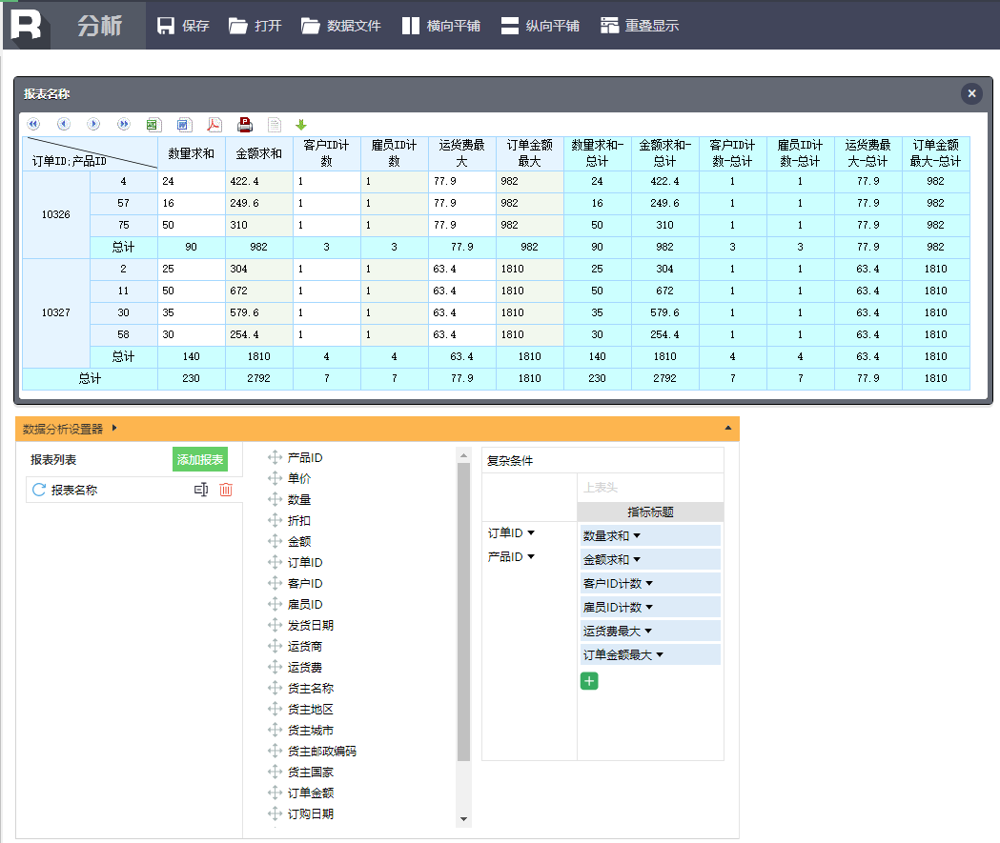 R 分析 保存 打开 数据文件 横向平铺 纵向平铺 重叠显示
报表名称
订单ID;产品ID 数量求和 金额求和 客户ID计数 雇员ID计数 运货费最大 订单金额最大 数量求和-总计 金额求和-总计 客户ID计数-总计 雇员ID计数-总计 运货费最大-总计 订单金额最大-总计
10326 4 24 422.4 1 1 77.9 982 24 422.4 1 1 77.9 982
57 16 249.6 1 1 77.9 982 16 249.6 1 1 77.9 982
75 50 310 1 1 77.9 982 50 310 1 1 77.9 982
总计 90 982 3 3 77.9 982 90 982 3 3 77.9 982
10327 2 25 304 1 1 63.4 1810 25 304 1 1 63.4 1810
11 50 672 1 1 63.4 1810 50 672 1 1 63.4 1810
30 35 579.6 1 1 63.4 1810 35 579.6 1 1 63.4 1810
58 30 254.4 1 1 63.4 1810 30 254.4 1 1 63.4 1810
总计 140 1810 4 4 63.4 1810 140 1810 4 4 63.4 1810
总计 230 2792 7 7 77.9 1810 230 2792 7 7 77.9 1810
数据分析设置器
报表列表 添加报表
报表名称
产品ID
单价
数量
折扣
金额
订单ID
客户ID
雇员ID
发货日期
运货商
运货费
货主名称
货主地区
货主城市
货主邮政编码
货主国家
订单金额
订购日期
复杂条件
上表头
指标标题
订单ID
产品ID
数量求和
金额求和
客户ID计数
雇员ID计数
运货费最大
订单金额最大